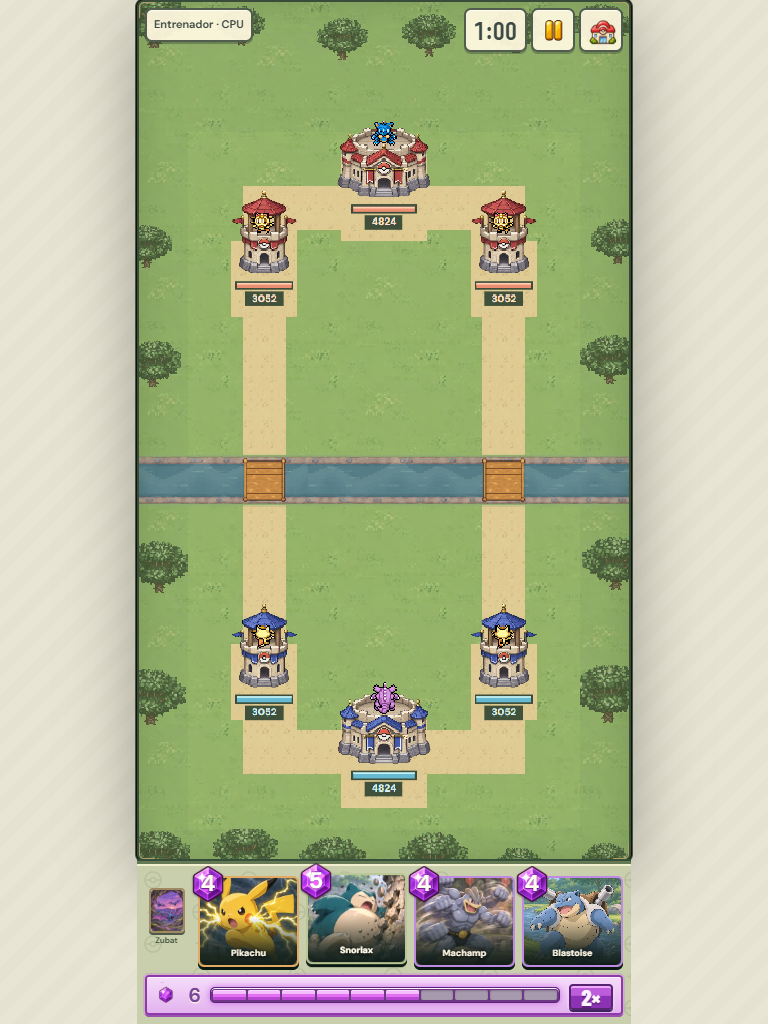 Entrenador · CPU
1:00
4824
3052
3052
3052
3052
4824
4
5
4
4
Zubat
Pikachu
Snorlax
Machamp
Blastoise
6
2×